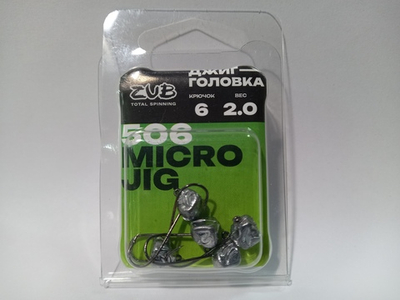 ДЖИГ—
ГОЛОВКА
ZUB
TOTAL SPINNING
КРЮЧОК ВЕС
6 2.0
506
MICRO
JIG